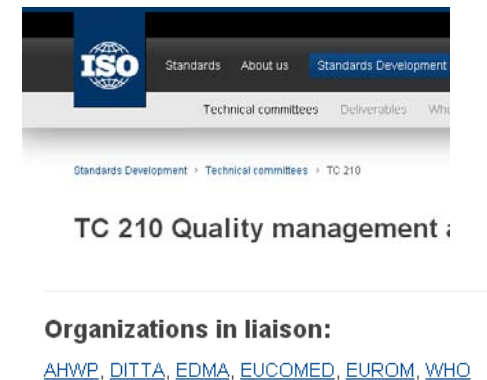 ISO
Standards About us Standards Development
Technical committees Deliverables
Standards Development > Technical committees > TC 210
TC 210 Quality management
Organizations in liaison:
AHWP, DITTA, EDMA, EUCOMED, EUROM, WHO